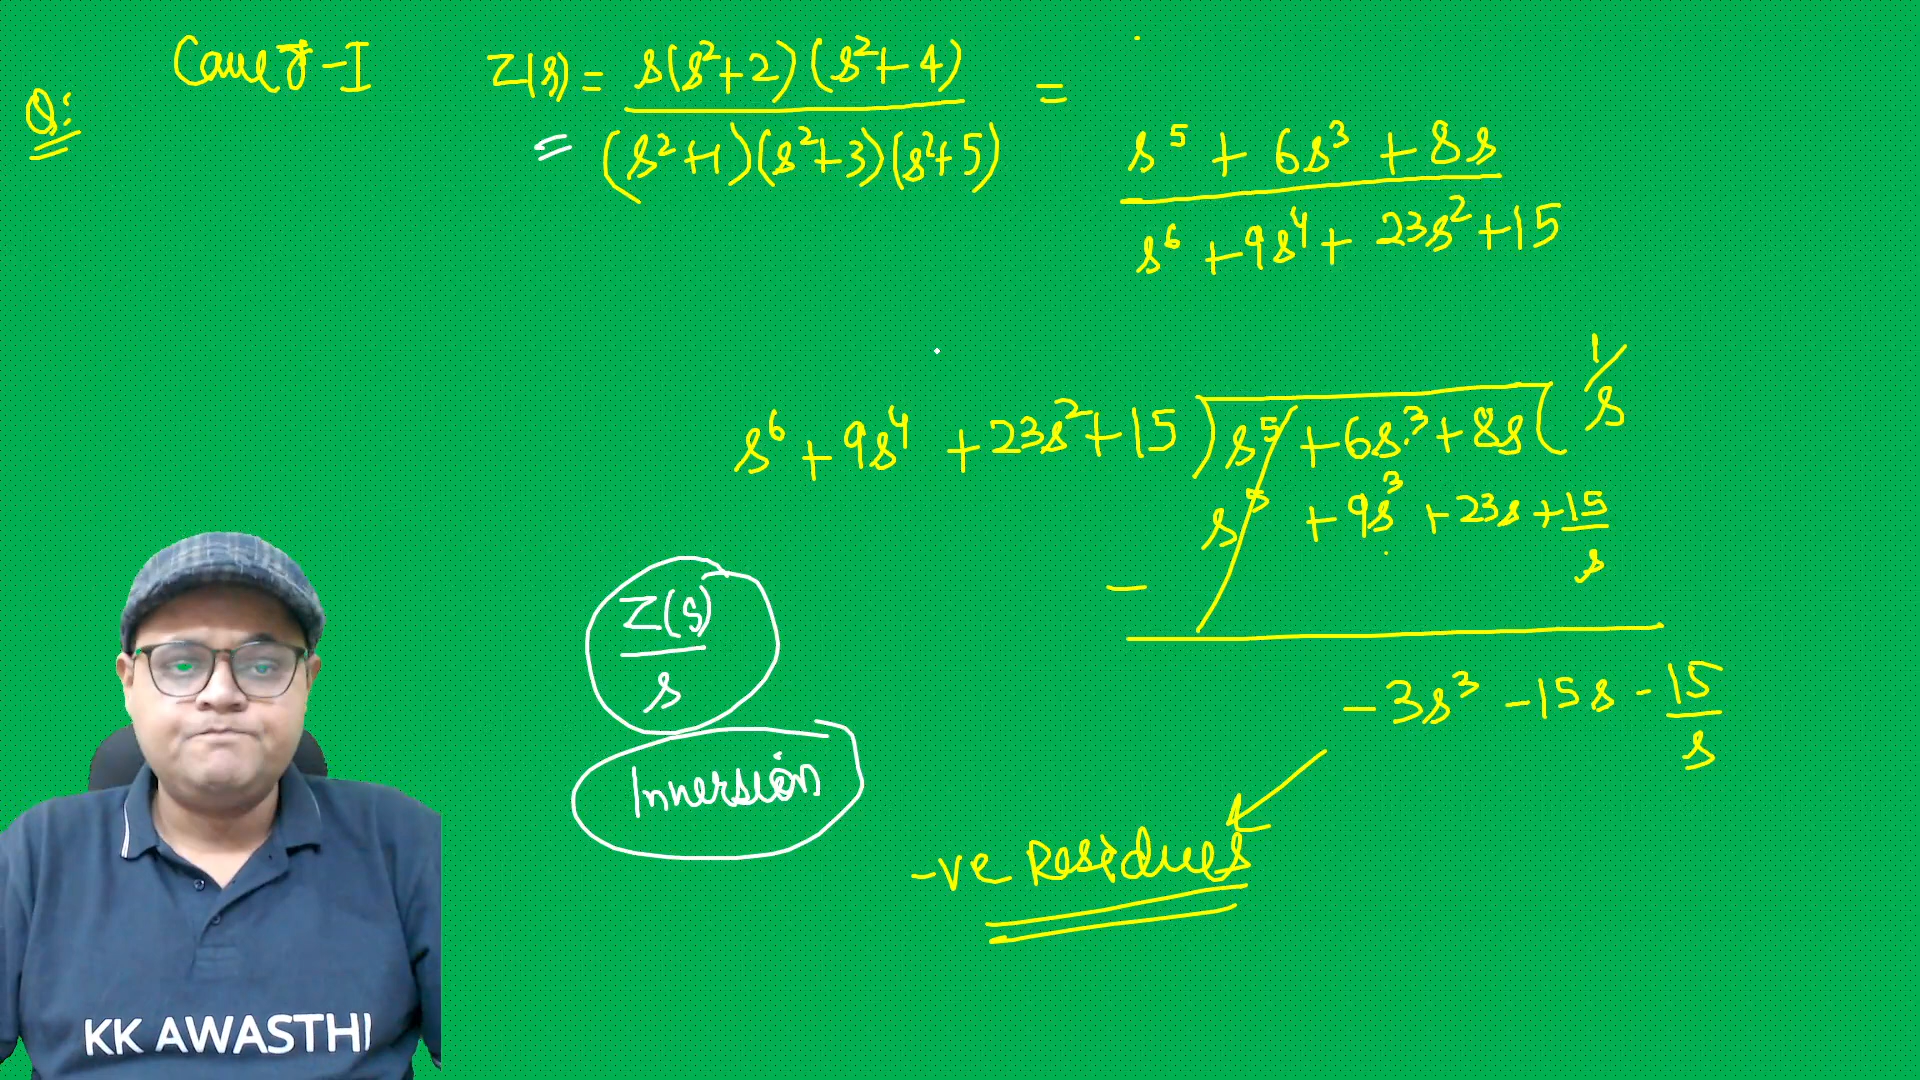 Cauer-I
Q:
Z(s) = s(s²+2)(s²+4) / (s²+1)(s²+3)(s²+5) =
=
s⁵ + 6s³ + 8s / s⁶ + 9s⁴ + 23s² + 15
s⁶ + 9s⁴ + 23s² + 15 ) s⁵ + 6s³ + 8s ( 1/s
s⁵ + 9s³ + 23s + 15/s
−
−3s³ − 15s − 15/s
Z(s)/s
Inversion
-ve Residues
KK AWASTHI